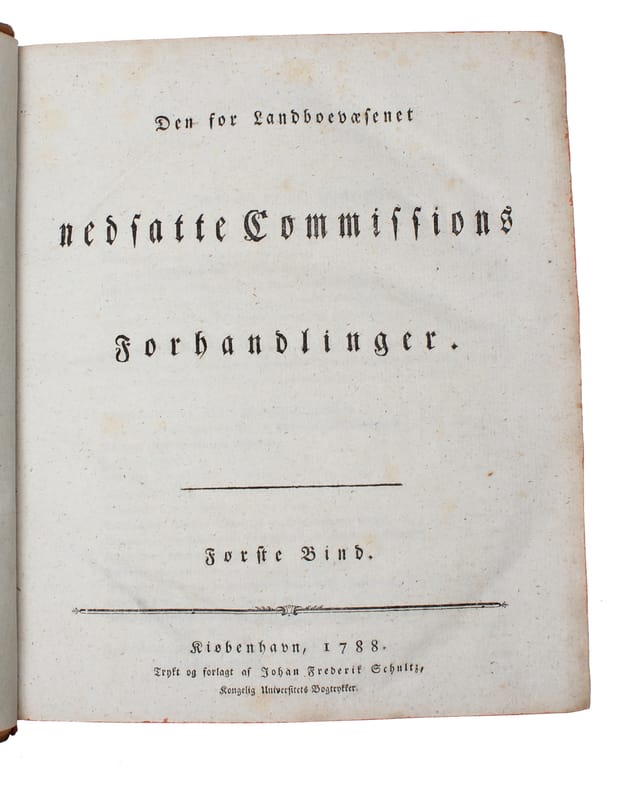 Den for Landboevæsenet
nedsatte Commissions
Forhandlinger.
Første Bind.
Kiøbenhavn, 1788.
Trykt og forlagt af Johan Frederik Schultz,
Kongelig Universitets Bogtrykker.